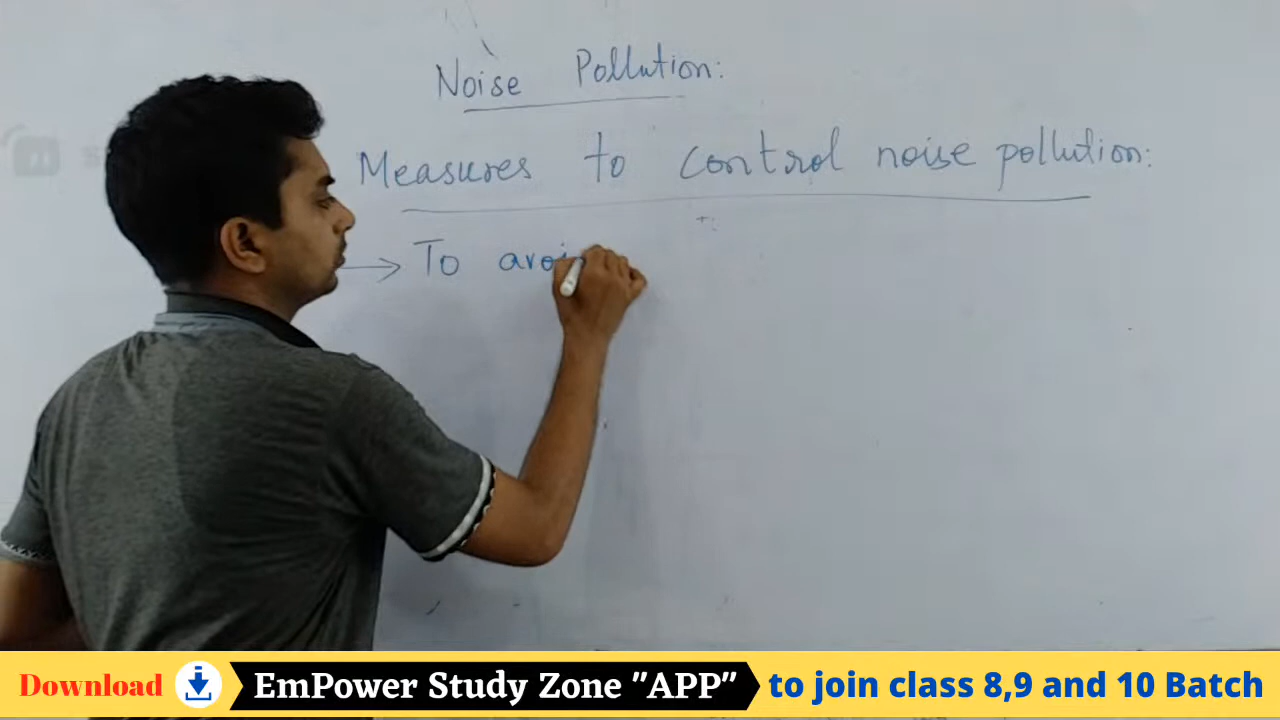 Noise Pollution:
Measures to control noise pollution:
→ To avoi
Download EmPower Study Zone "APP" to join class 8,9 and 10 Batch